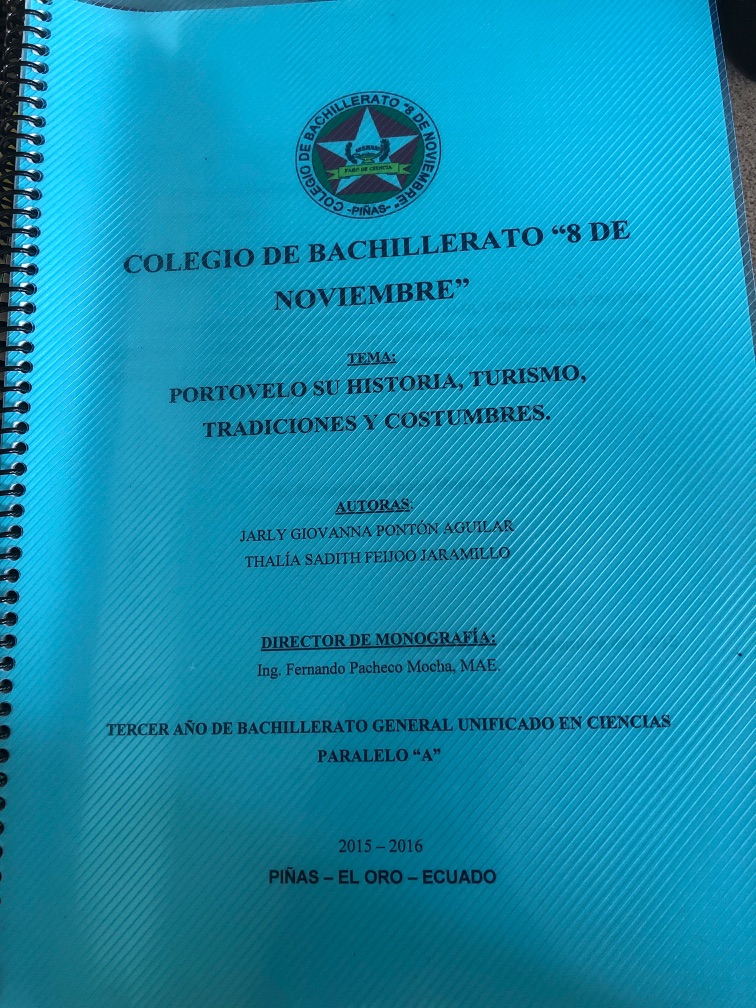 COLEGIO DE BACHILLERATO "8 DE NOVIEMBRE"
-PIÑAS-
FARO DE CIENCIA
COLEGIO DE BACHILLERATO “8 DE
NOVIEMBRE”
TEMA:
PORTOVELO SU HISTORIA, TURISMO,
TRADICIONES Y COSTUMBRES.
AUTORAS:
JARLY GIOVANNA PONTÓN AGUILAR
THALÍA SADITH FEIJOO JARAMILLO
DIRECTOR DE MONOGRAFÍA:
Ing. Fernando Pacheco Mocha, MAE.
TERCER AÑO DE BACHILLERATO GENERAL UNIFICADO EN CIENCIAS
PARALELO “A”
2015 – 2016
PIÑAS – EL ORO – ECUADO